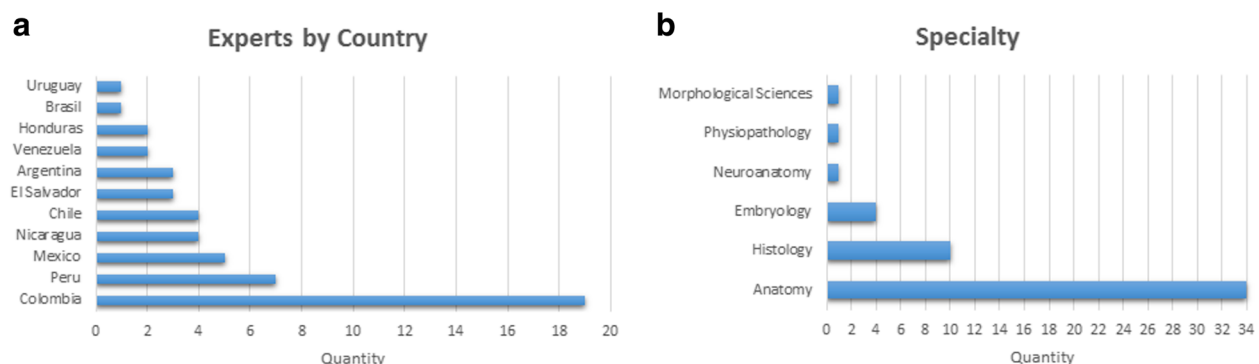 a
Experts by Country
Uruguay
Brasil
Honduras
Venezuela
Argentina
El Salvador
Chile
Nicaragua
Mexico
Peru
Colombia
0 2 4 6 8 10 12 14 16 18 20
Quantity
b
Specialty
Morphological Sciences
Physiopathology
Neuroanatomy
Embryology
Histology
Anatomy
0 2 4 6 8 10 12 14 16 18 20 22 24 26 28 30 32 34
Quantity